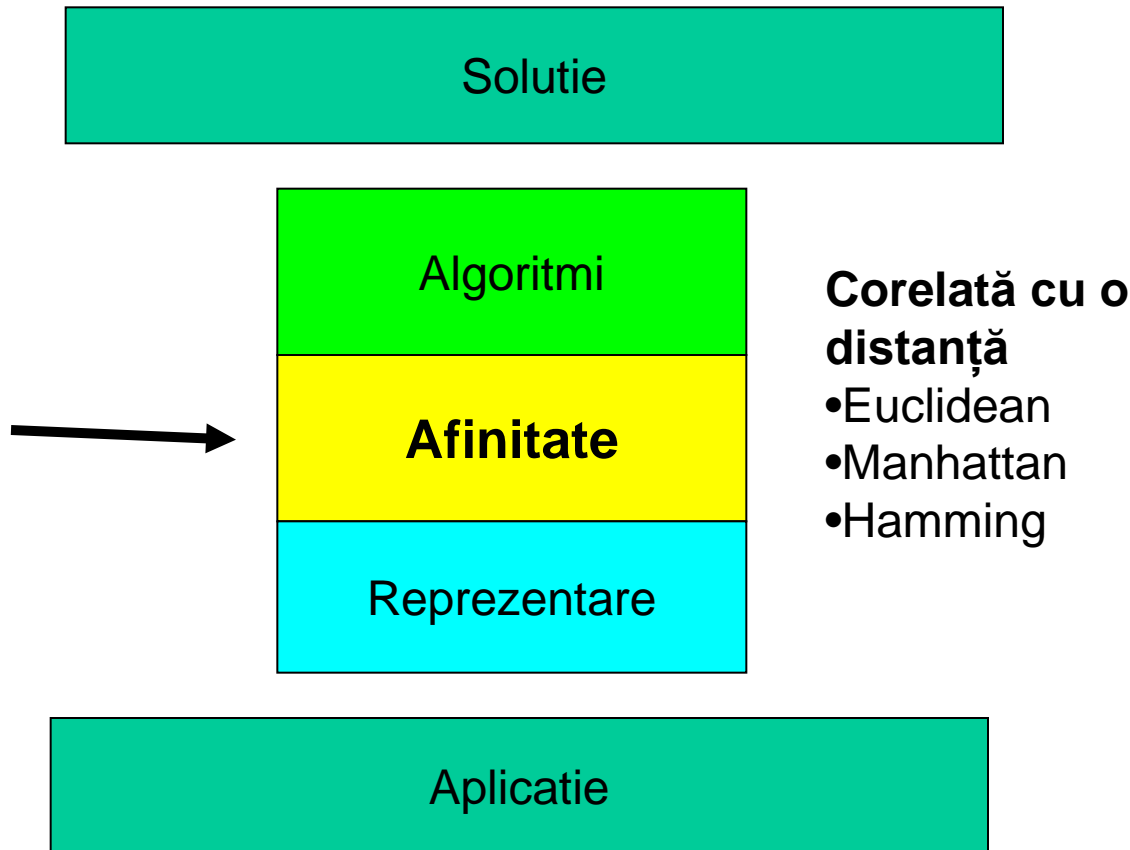 Solutie
Algoritmi
Afinitate
Reprezentare
Corelată cu o
distanță
•Euclidean
•Manhattan
•Hamming
Aplicatie